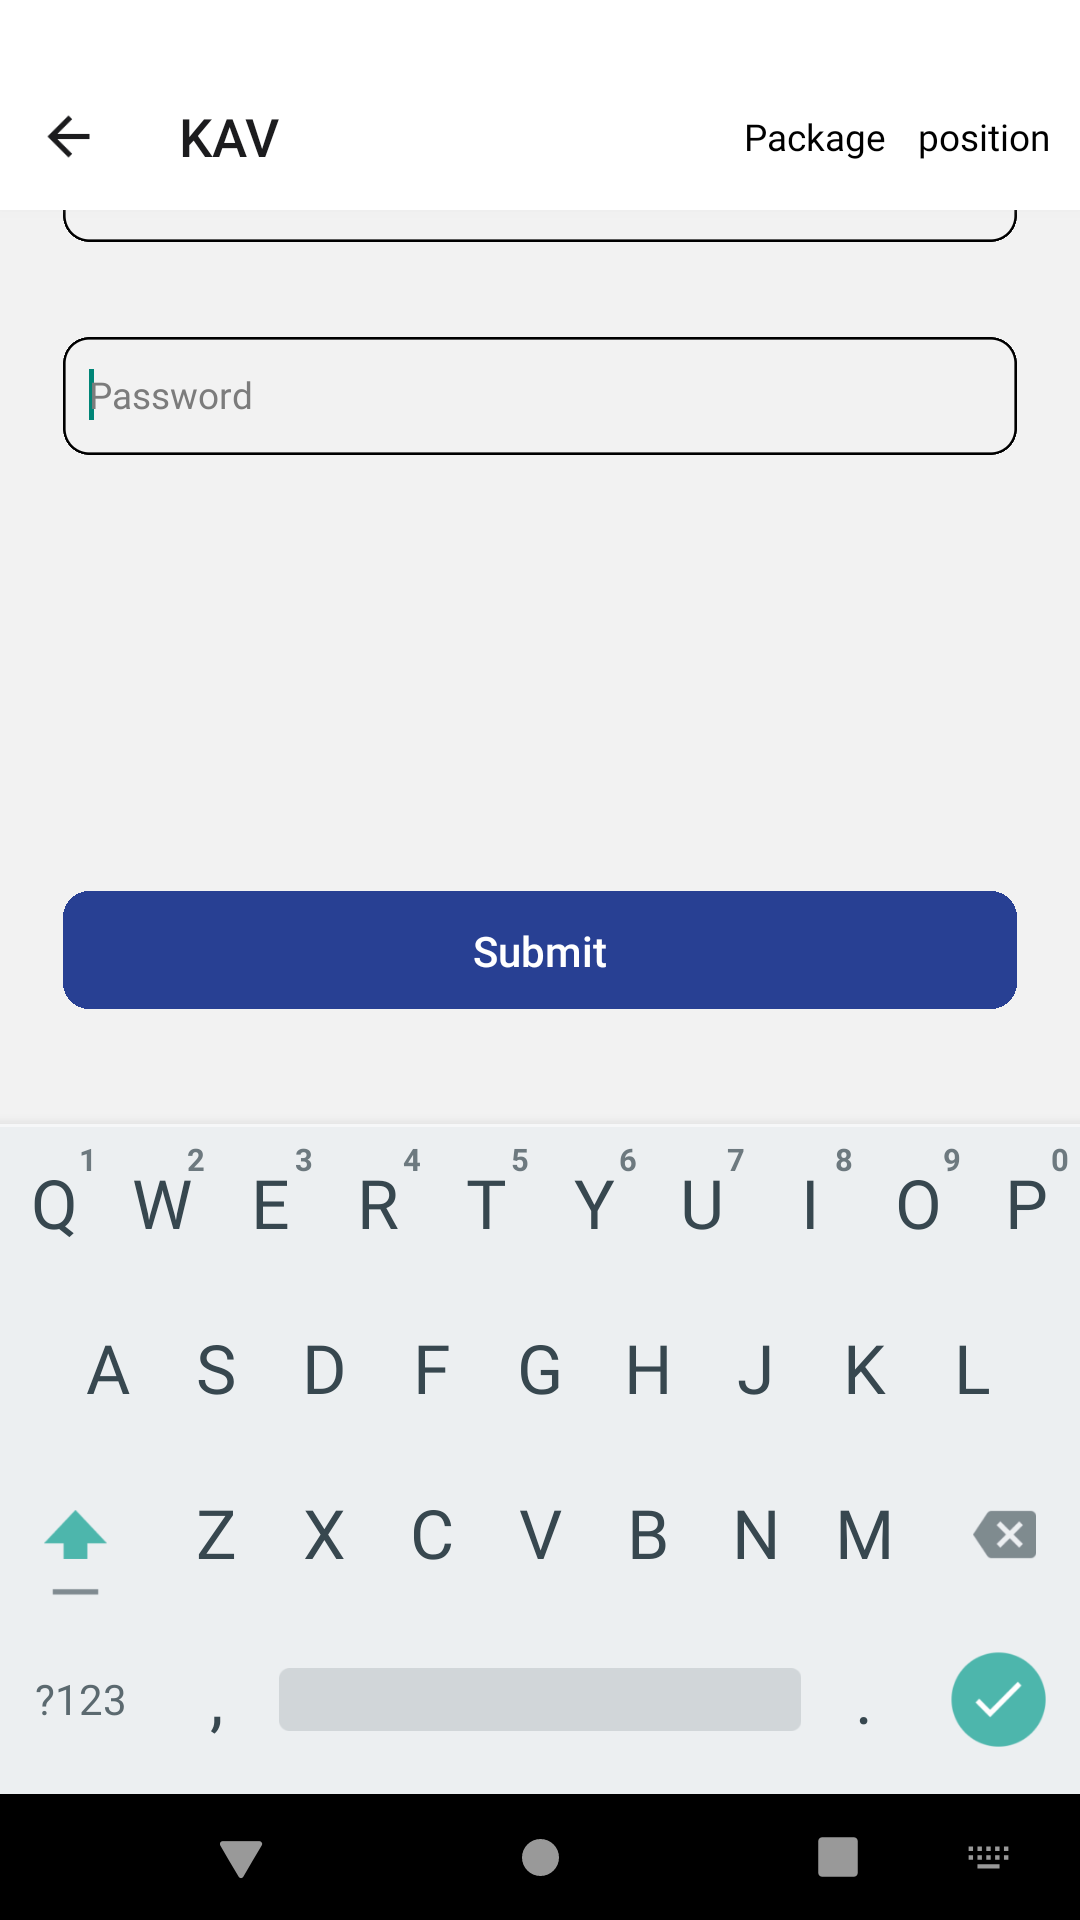 KAV Package position
Password
Submit
1 2 3 4 5 6 7 8 9 0
Q W E R T Y U I O P
A S D F G H J K L
Z X C V B N M
?123 , .